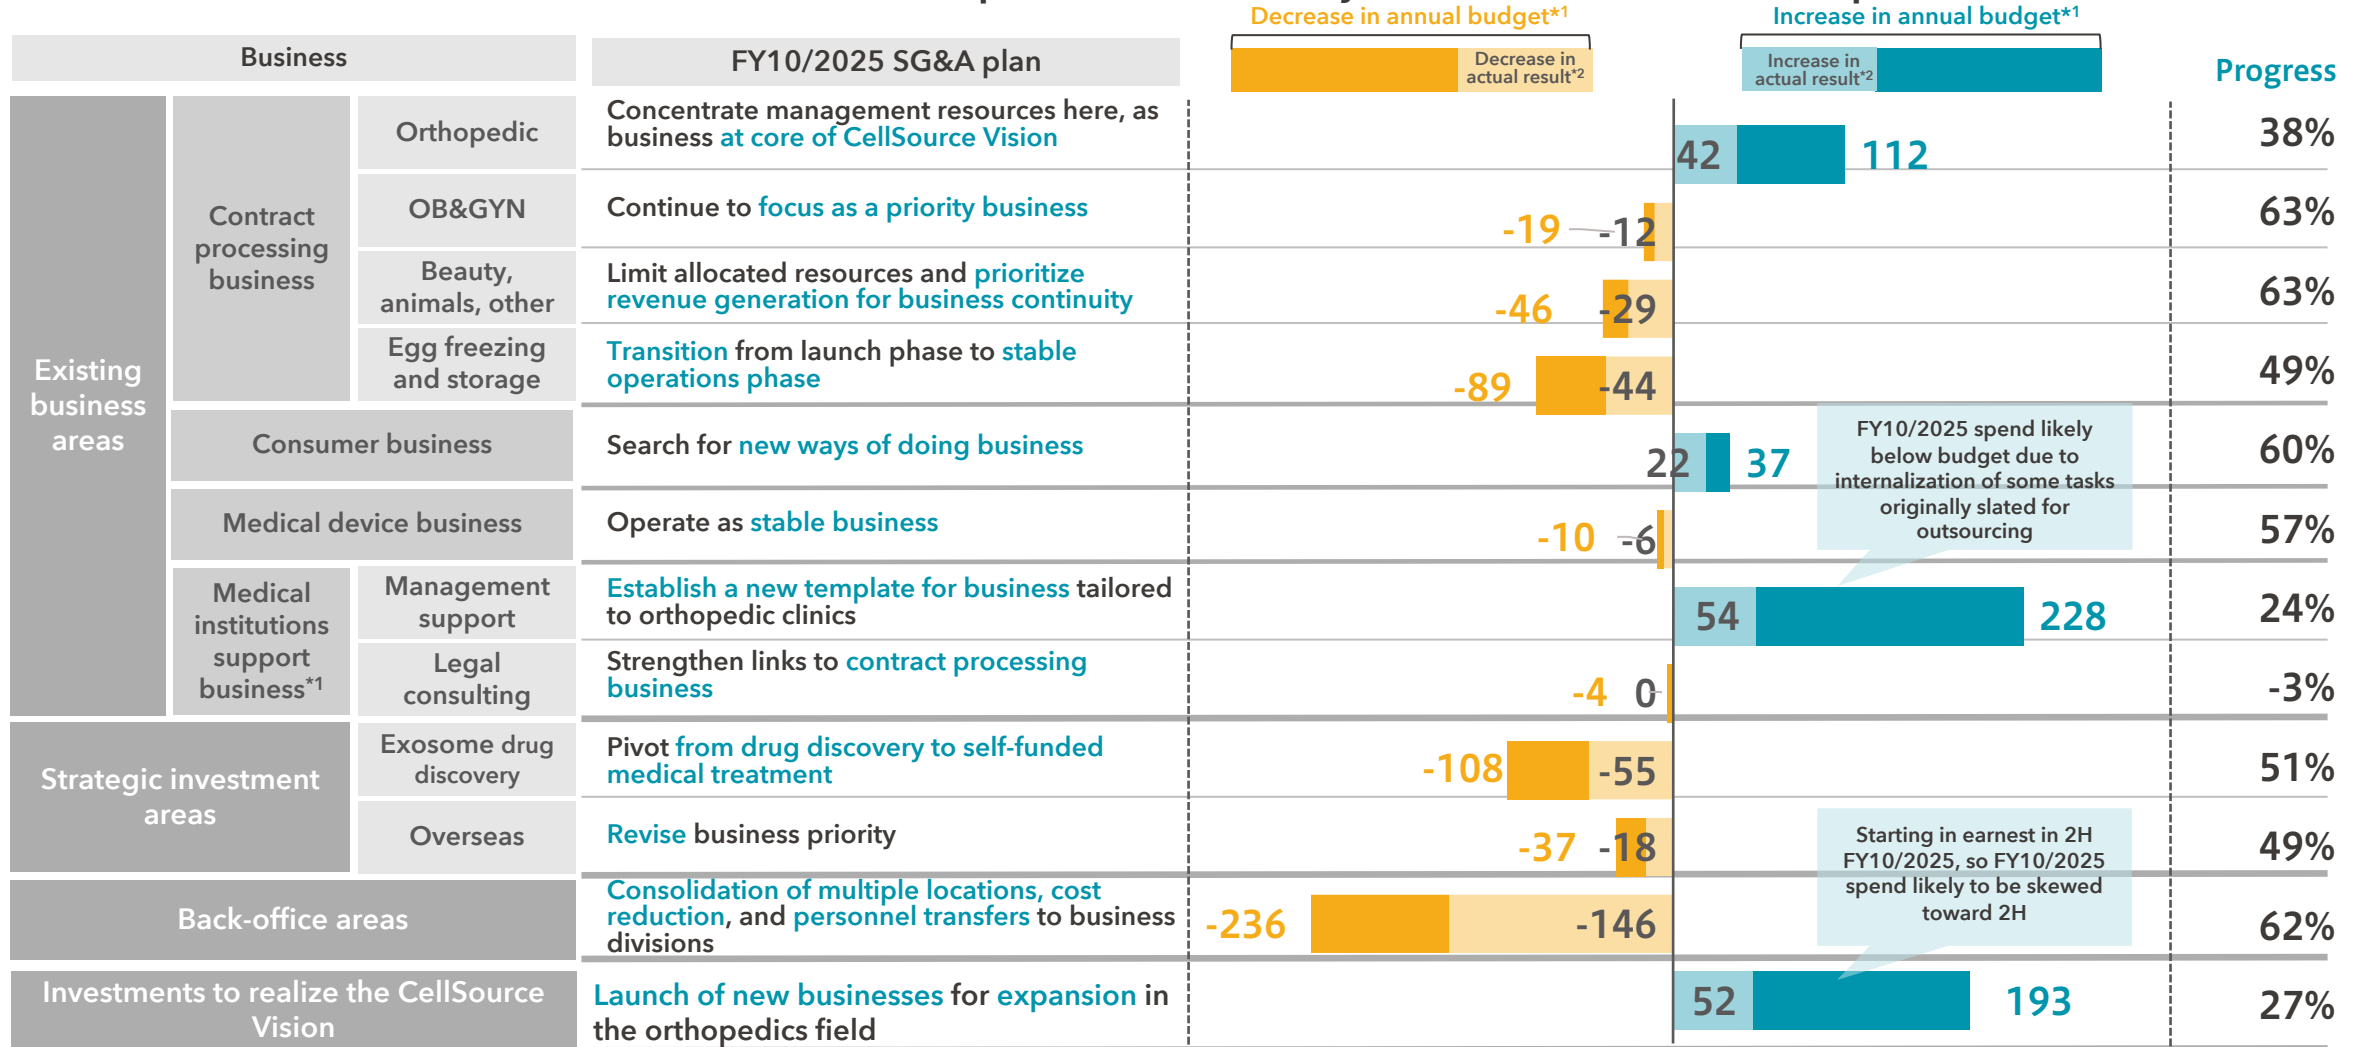 Decrease in annual budget*1
Increase in annual budget*1
Business
FY10/2025 SG&A plan
Decrease in
actual result*2
Increase in
actual result*2
Progress
Existing
business
areas
Contract
processing
business
Orthopedic
Concentrate management resources here, as
business at core of CellSource Vision
42
112
38%
OB&GYN
Continue to focus as a priority business
-19
-12
63%
Beauty,
animals, other
Limit allocated resources and prioritize
revenue generation for business continuity
-46
-29
63%
Egg freezing
and storage
Transition from launch phase to stable
operations phase
-89
-44
49%
Consumer business
Search for new ways of doing business
22
37
FY10/2025 spend likely
below budget due to
internalization of some tasks
originally slated for
outsourcing
60%
Medical device business
Operate as stable business
-10
-6
57%
Medical
institutions
support
business*1
Management
support
Establish a new template for business tailored
to orthopedic clinics
54
228
24%
Legal
consulting
Strengthen links to contract processing
business
-4
0
-3%
Strategic investment
areas
Exosome drug
discovery
Pivot from drug discovery to self-funded
medical treatment
-108
-55
51%
Overseas
Revise business priority
-37
-18
Starting in earnest in 2H
FY10/2025, so FY10/2025
spend likely to be skewed
toward 2H
49%
Back-office areas
Consolidation of multiple locations, cost
reduction, and personnel transfers to business
divisions
-236
-146
62%
Investments to realize the CellSource
Vision
Launch of new businesses for expansion in
the orthopedics field
52
193
27%